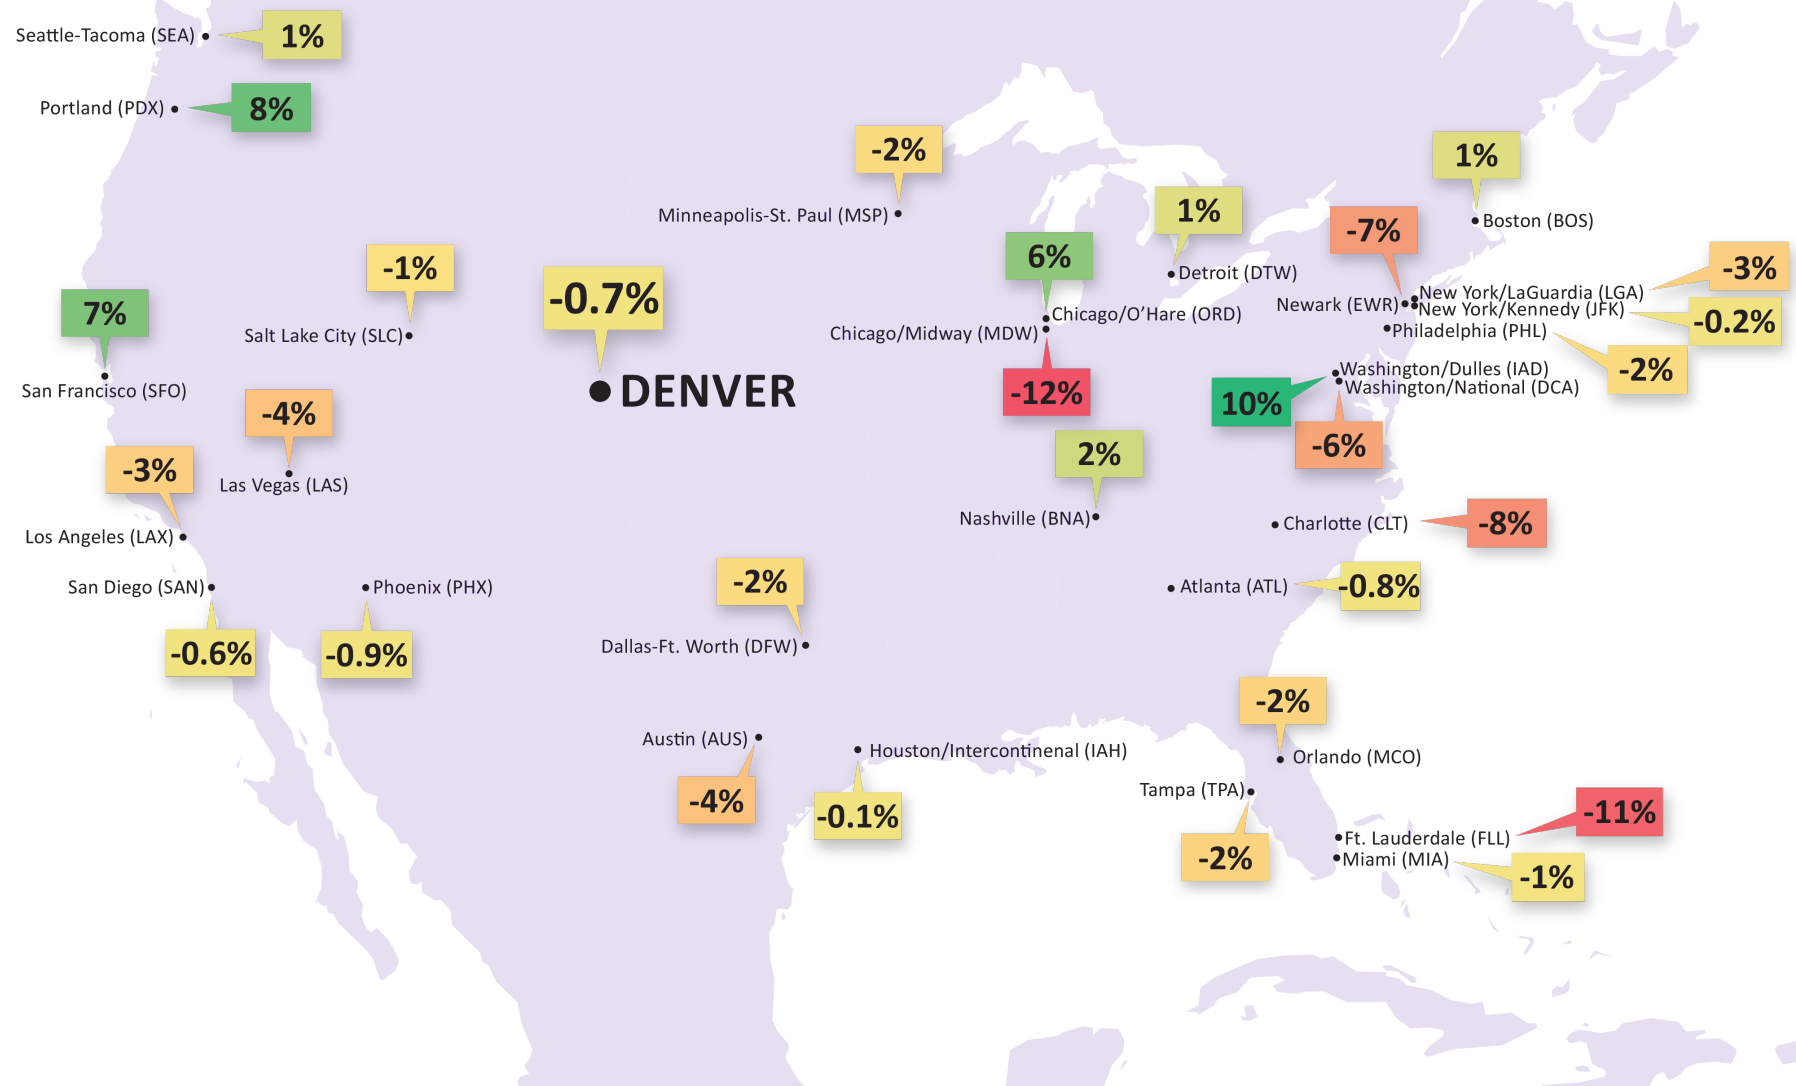 Seattle-Tacoma (SEA)
1%
Portland (PDX)
8%
-2%
Minneapolis-St. Paul (MSP)
1%
Boston (BOS)
1%
Detroit (DTW)
-7%
Newark (EWR)
New York/LaGuardia (LGA)
-3%
New York/Kennedy (JFK)
-0.2%
Philadelphia (PHL)
-2%
6%
Chicago/O'Hare (ORD)
Chicago/Midway (MDW)
-12%
-1%
Salt Lake City (SLC)
-0.7%
DENVER
7%
San Francisco (SFO)
-4%
Las Vegas (LAS)
Washington/Dulles (IAD)
10%
Washington/National (DCA)
-6%
-3%
Los Angeles (LAX)
2%
Nashville (BNA)
Charlotte (CLT)
-8%
San Diego (SAN)
-0.6%
Phoenix (PHX)
-0.9%
-2%
Dallas-Ft. Worth (DFW)
Atlanta (ATL)
-0.8%
Austin (AUS)
-4%
Houston/Intercontinenal (IAH)
-0.1%
-2%
Orlando (MCO)
Tampa (TPA)
-2%
Ft. Lauderdale (FLL)
-11%
Miami (MIA)
-1%